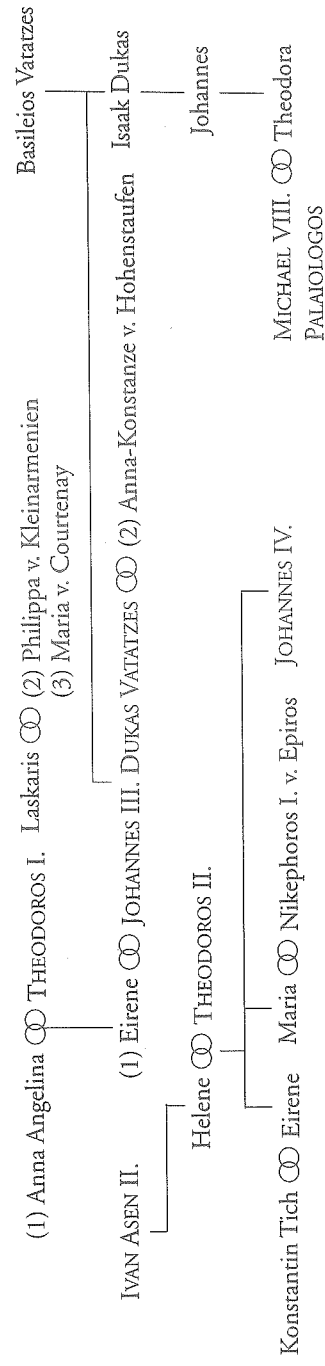 Basileios Vatatzes
(1) Anna Angelina ⚭ THEODOROS I. Laskaris ⚭ (2) Philippa v. Kleinarmenien
(3) Maria v. Courtenay
(1) Eirene ⚭ JOHANNES III. DUKAS VATATZES ⚭ (2) Anna-Konstanze v. Hohenstaufen
Isaak Dukas
IVAN ASEN II.
Johannes
Helene ⚭ THEODOROS II.
Konstantin Tich ⚭ Eirene
Maria ⚭ Nikephoros I. v. Epiros
JOHANNES IV.
MICHAEL VIII. ⚭ Theodora
PALAIOLOGOS